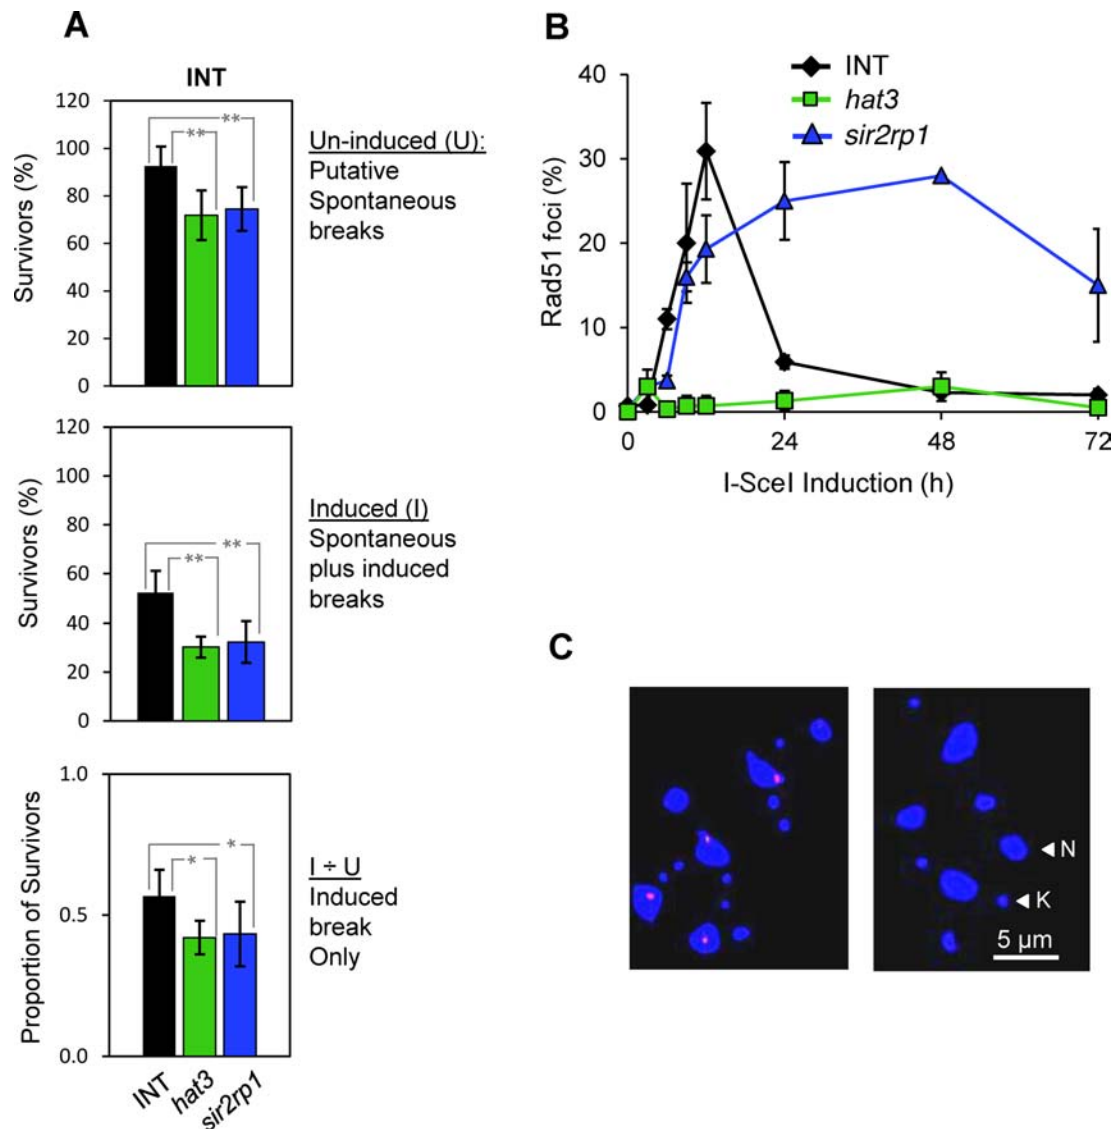 A
INT
120
100
80
60
40
20
0
Survivors (%)
**
**
Un-induced (U):
Putative
Spontaneous
breaks
120
100
80
60
40
20
0
Survivors (%)
**
**
Induced (I)
Spontaneous
plus induced
breaks
1.0
0.5
0.0
Proportion of Survivors
*
*
I ÷ U
Induced
break
Only
INT
hat3
sir2rp1
B
INT
hat3
sir2rp1
40
30
20
10
0
Rad51 foci (%)
0 24 48 72
I-SceI Induction (h)
C
N
K
5 µm